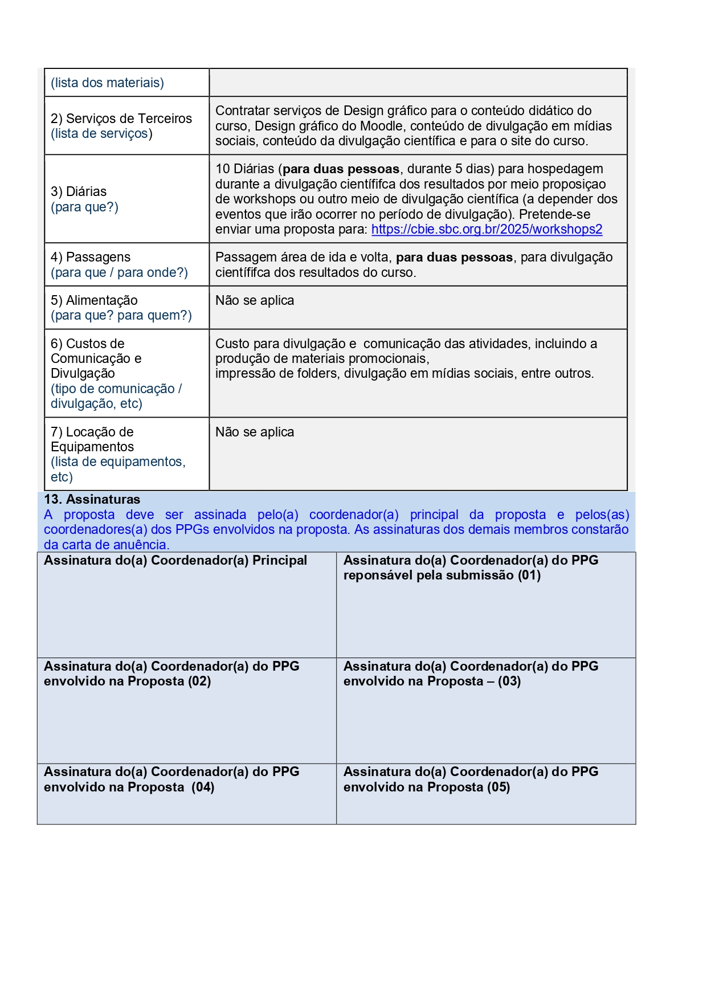 (lista dos materiais)
2) Serviços de Terceiros
(lista de serviços)
Contratar serviços de Design gráfico para o conteúdo didático do
curso, Design gráfico do Moodle, conteúdo de divulgação em mídias
sociais, conteúdo da divulgação científica e para o site do curso.
3) Diárias
(para que?)
10 Diárias (para duas pessoas, durante 5 dias) para hospedagem
durante a divulgação científifca dos resultados por meio proposiçao
de workshops ou outro meio de divulgação científica (a depender dos
eventos que irão ocorrer no período de divulgação). Pretende-se
enviar uma proposta para: https://cbie.sbc.org.br/2025/workshops2
4) Passagens
(para que / para onde?)
Passagem área de ida e volta, para duas pessoas, para divulgação
científifca dos resultados do curso.
5) Alimentação
(para que? para quem?)
Não se aplica
6) Custos de
Comunicação e
Divulgação
(tipo de comunicação /
divulgação, etc)
Custo para divulgação e  comunicação das atividades, incluindo a
produção de materiais promocionais,
impressão de folders, divulgação em mídias sociais, entre outros.
7) Locação de
Equipamentos
(lista de equipamentos,
etc)
Não se aplica
13. Assinaturas
A proposta deve ser assinada pelo(a) coordenador(a) principal da proposta e pelos(as)
coordenadores(a) dos PPGs envolvidos na proposta. As assinaturas dos demais membros constarão
da carta de anuência.
Assinatura do(a) Coordenador(a) Principal
Assinatura do(a) Coordenador(a) do PPG
reponsável pela submissão (01)
Assinatura do(a) Coordenador(a) do PPG
envolvido na Proposta (02)
Assinatura do(a) Coordenador(a) do PPG
envolvido na Proposta – (03)
Assinatura do(a) Coordenador(a) do PPG
envolvido na Proposta  (04)
Assinatura do(a) Coordenador(a) do PPG
envolvido na Proposta (05)